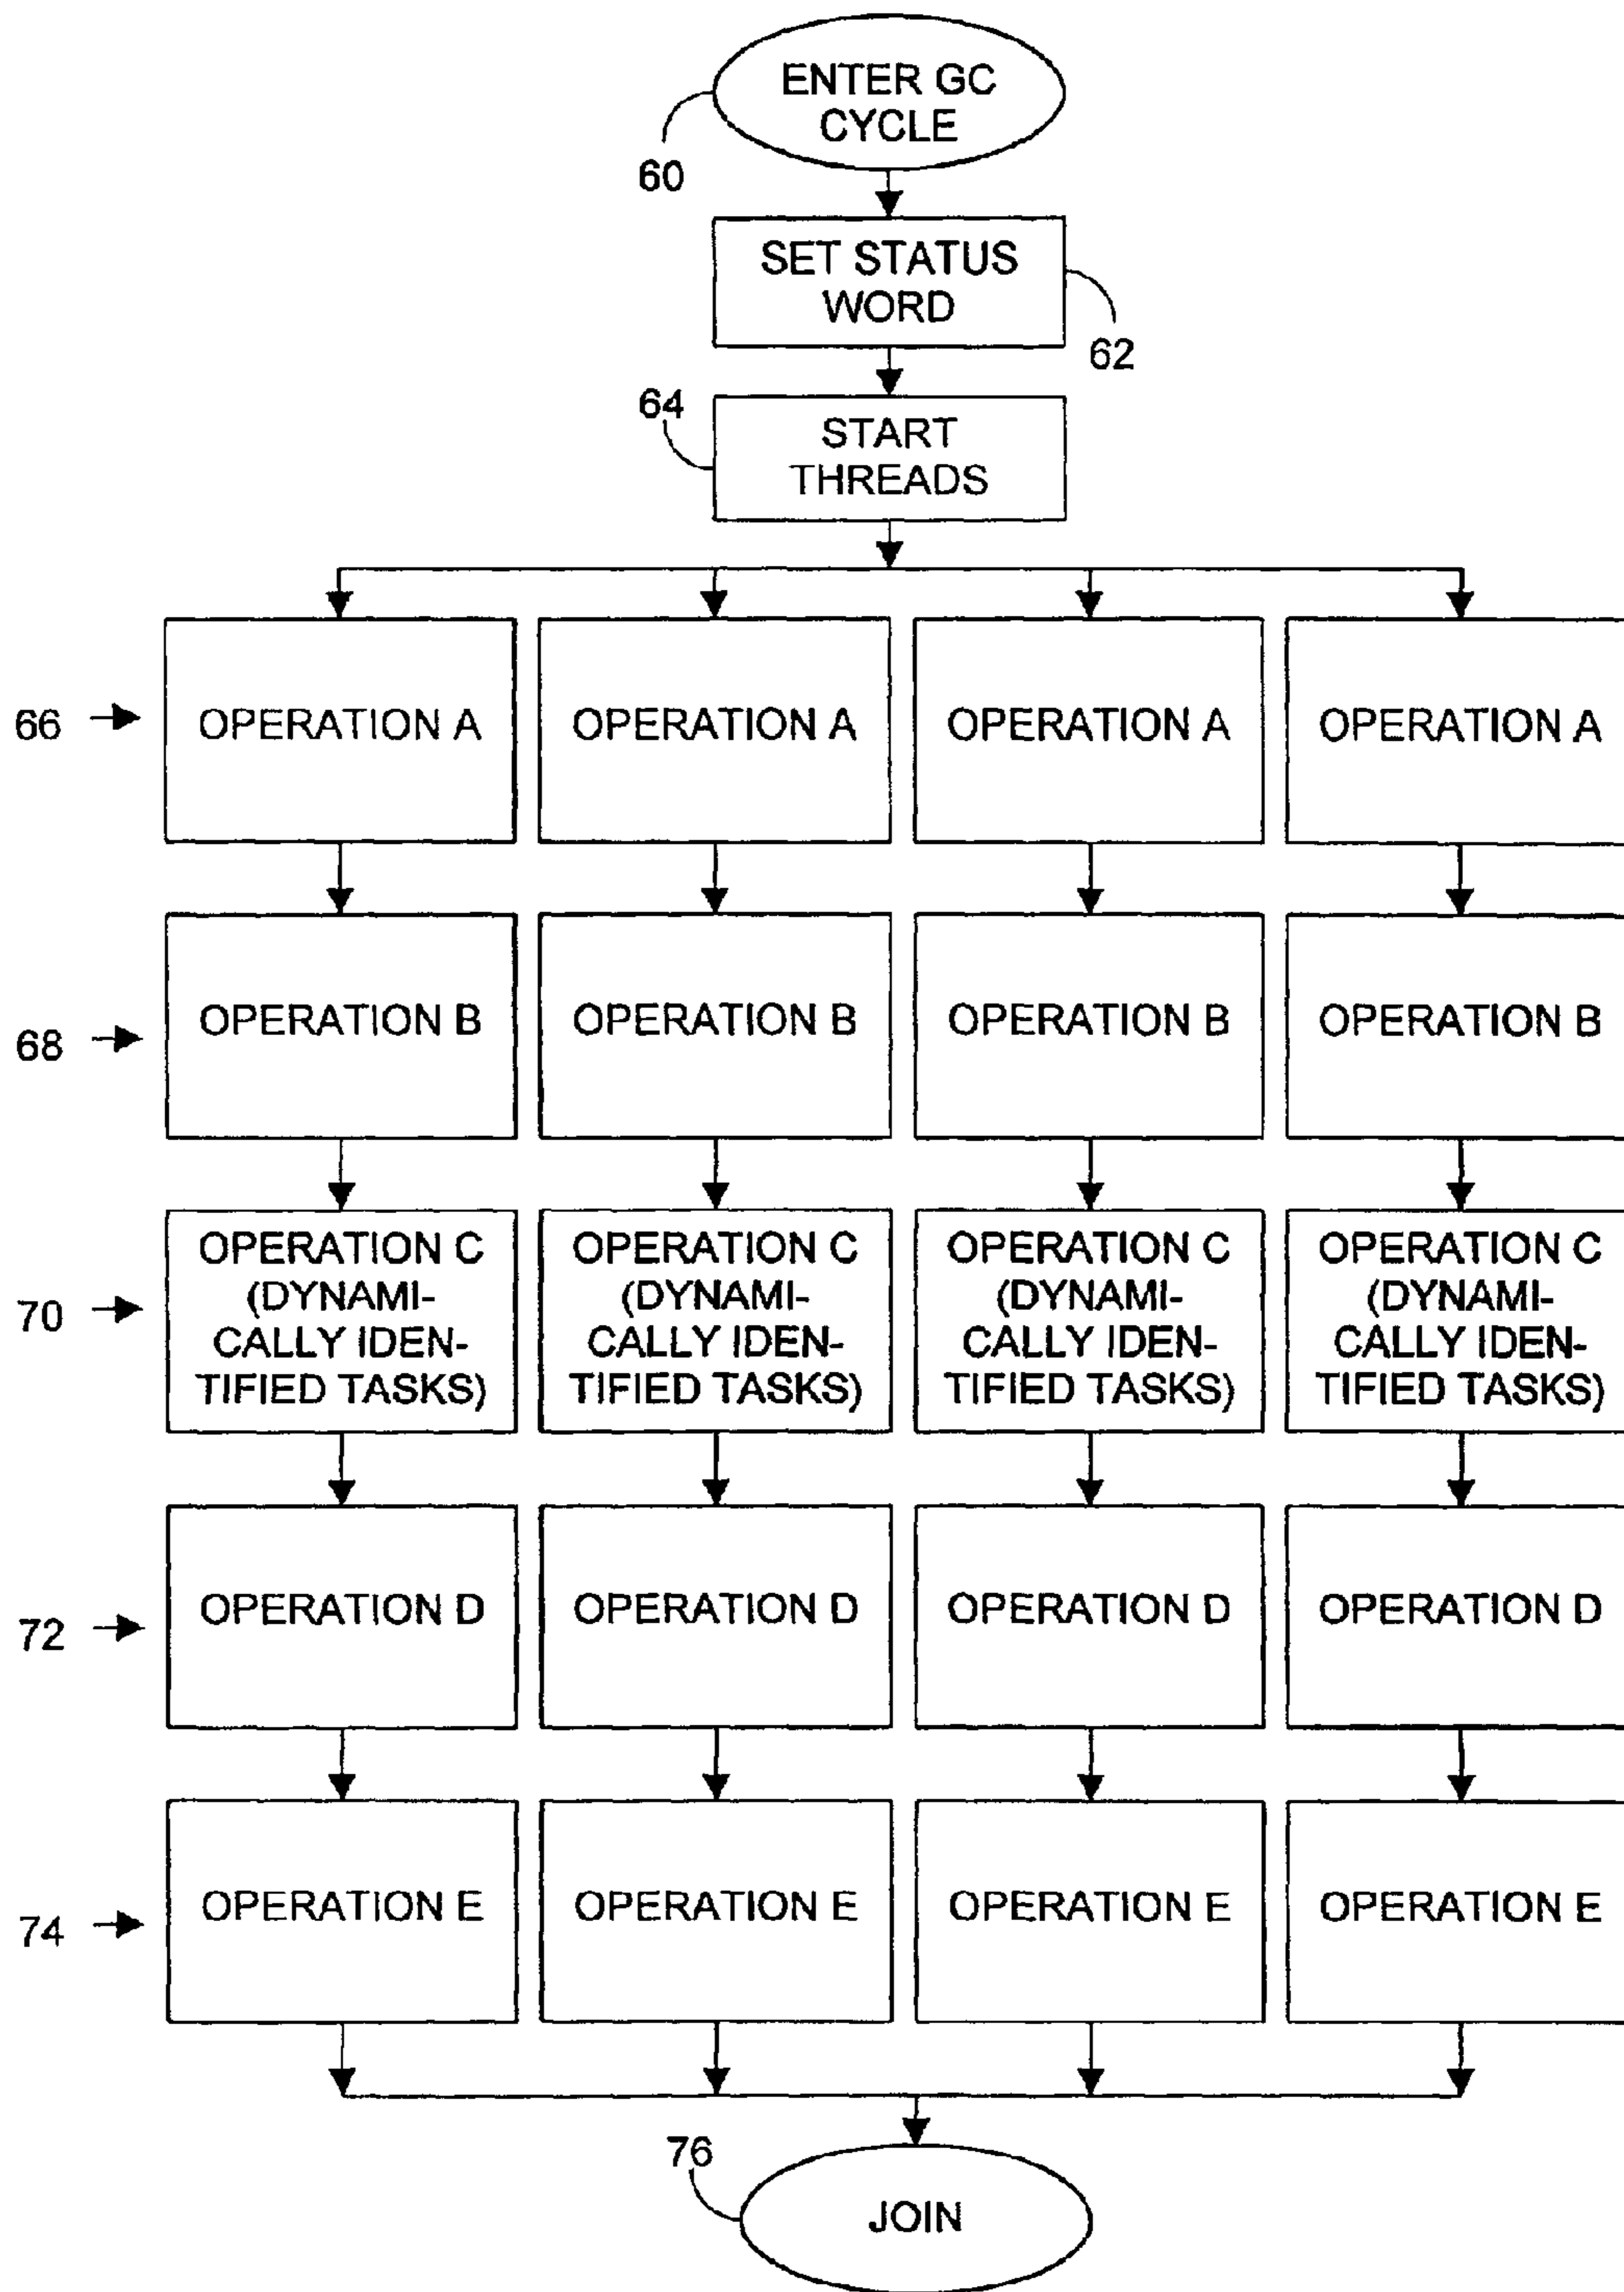 ENTER GC
CYCLE
60
SET STATUS
WORD
62
64
START
THREADS
66
OPERATION A
OPERATION A
OPERATION A
OPERATION A
68
OPERATION B
OPERATION B
OPERATION B
OPERATION B
70
OPERATION C
(DYNAMI-
CALLY IDEN-
TIFIED TASKS)
OPERATION C
(DYNAMI-
CALLY IDEN-
TIFIED TASKS)
OPERATION C
(DYNAMI-
CALLY IDEN-
TIFIED TASKS)
OPERATION C
(DYNAMI-
CALLY IDEN-
TIFIED TASKS)
72
OPERATION D
OPERATION D
OPERATION D
OPERATION D
74
OPERATION E
OPERATION E
OPERATION E
OPERATION E
76
JOIN